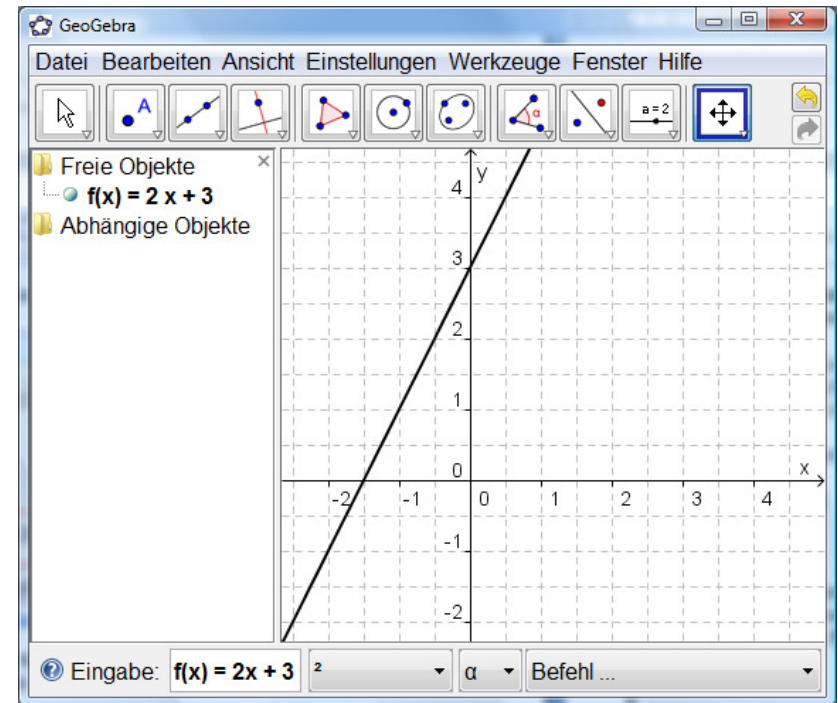 GeoGebra
Datei Bearbeiten Ansicht Einstellungen Werkzeuge Fenster Hilfe
A α a = 2
Freie Objekte
f(x) = 2 x + 3
Abhängige Objekte
y
4
3
2
1
0
x
-2 -1 0 1 2 3 4
-1
-2
Eingabe: f(x) = 2x + 3 ² α Befehl ...